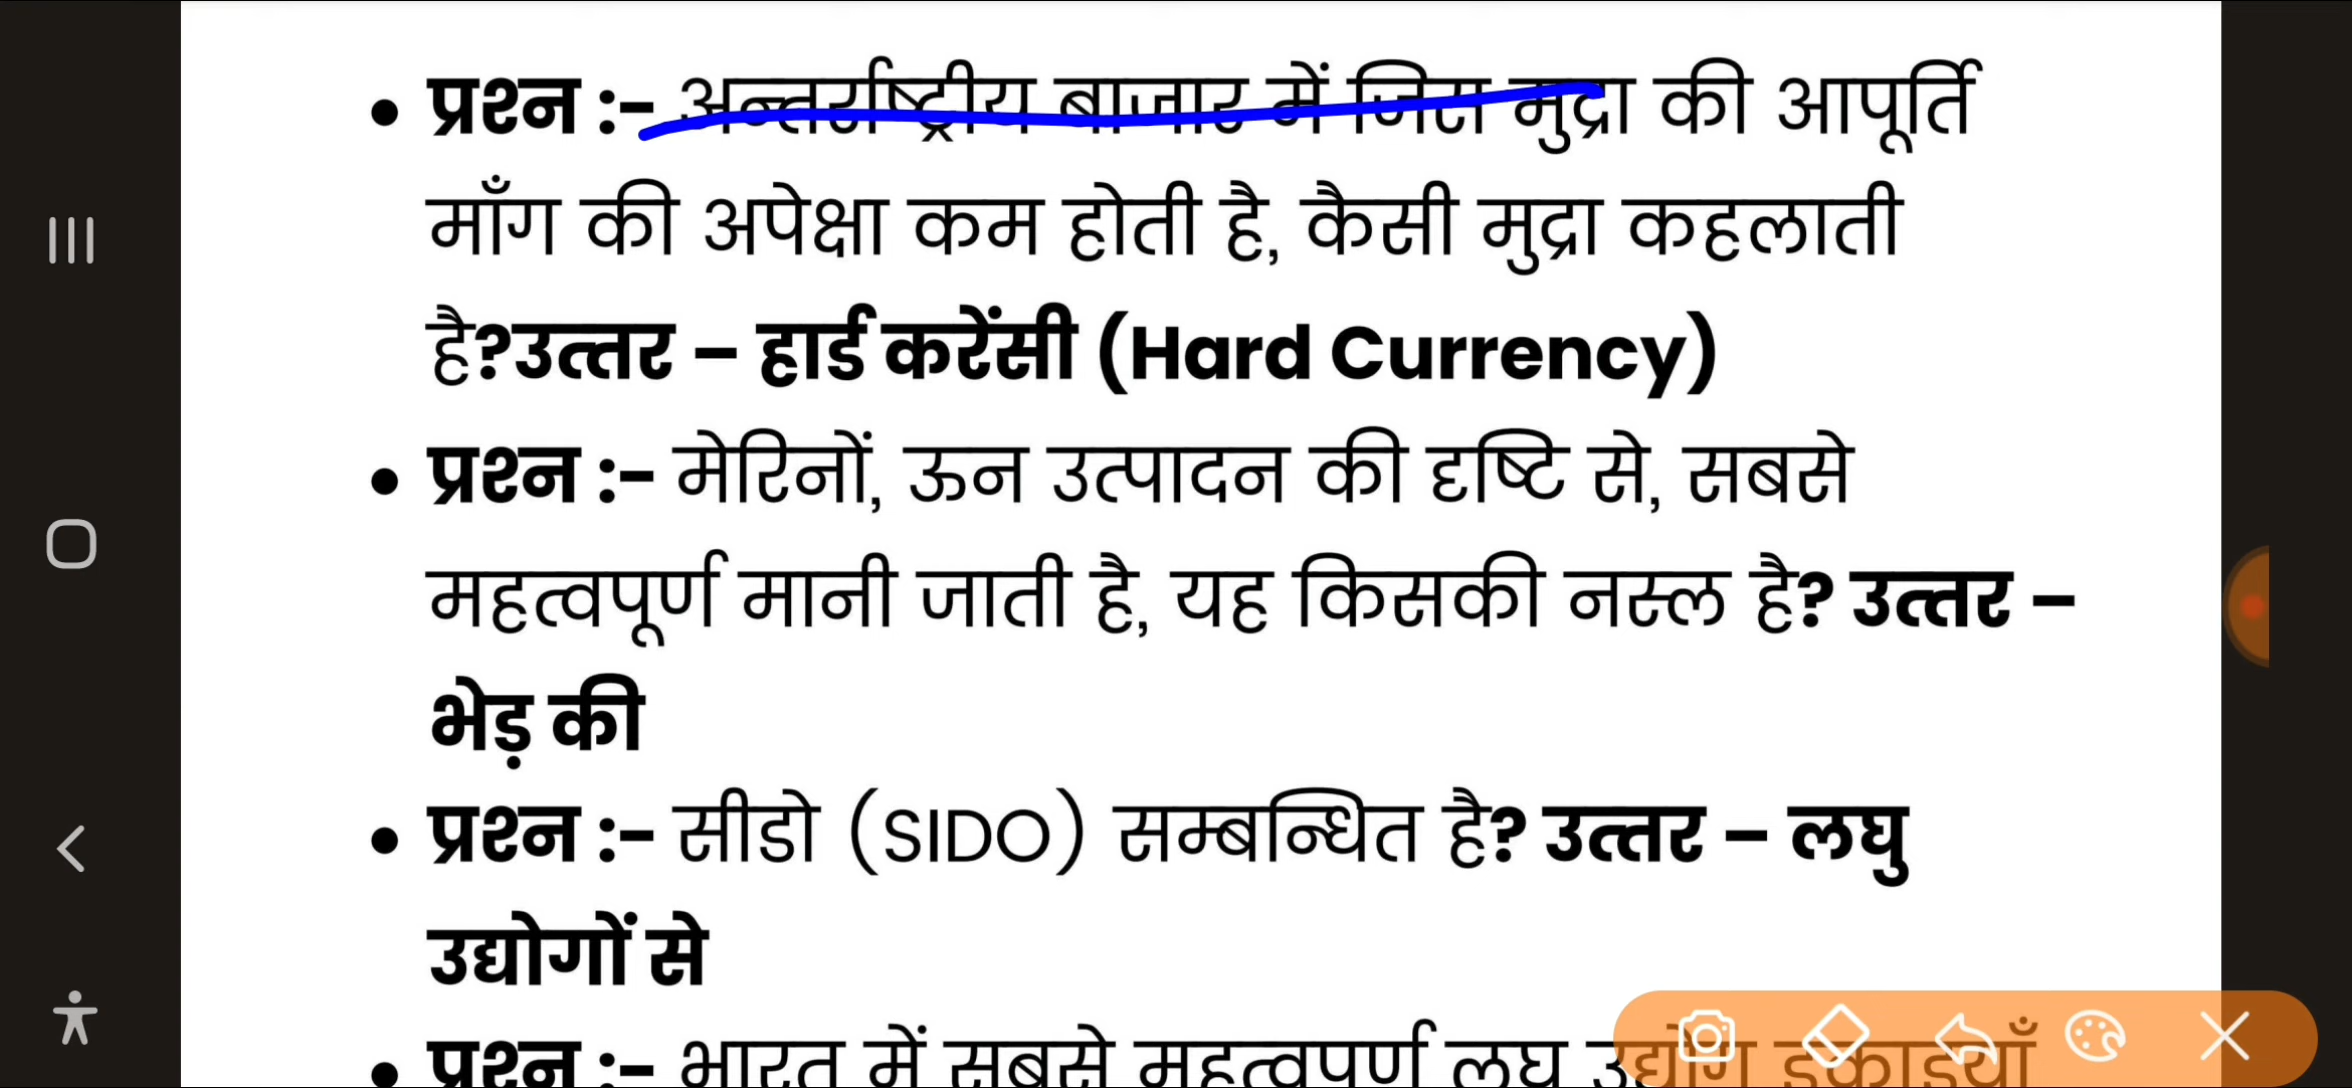 • प्रश्न :- अन्तर्राष्ट्रीय बाजार में जिस मुद्रा की आपूर्ति
माँग की अपेक्षा कम होती है, कैसी मुद्रा कहलाती
है?उत्तर – हार्ड करेंसी (Hard Currency)
• प्रश्न :- मेरिनों, ऊन उत्पादन की दृष्टि से, सबसे
महत्वपूर्ण मानी जाती है, यह किसकी नस्ल है? उत्तर –
भेड़ की
• प्रश्न :- सीडो (SIDO) सम्बन्धित है? उत्तर – लघु
उद्योगों से
• प्रश्न :- भारत में सबसे महत्वपूर्ण लघु उद्योग इकाइयाँ